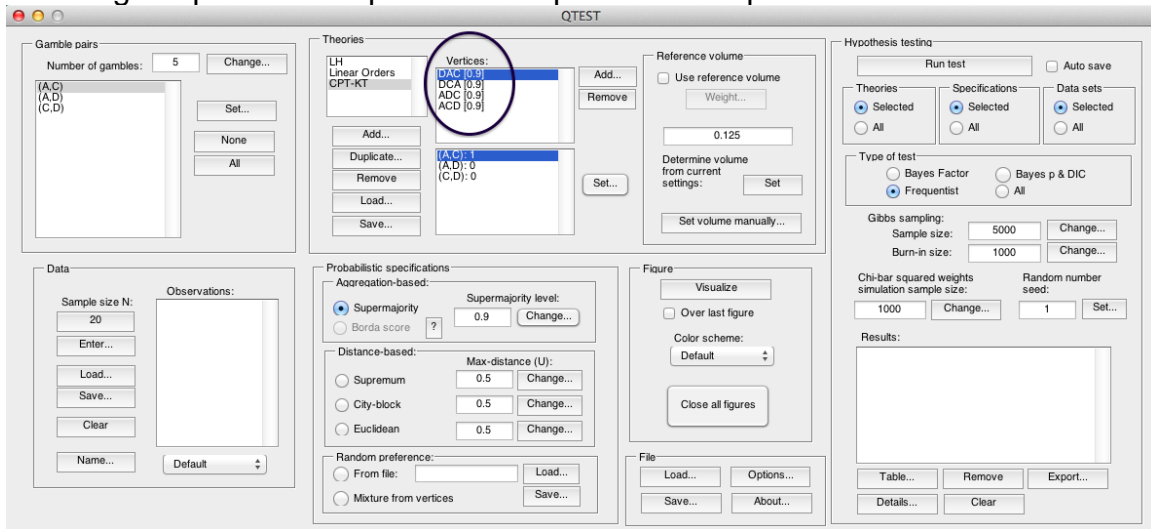 QTEST
Gamble pairs
Number of gambles: 5 Change...
(A,C)
(A,D)
(C,D)
Set...
None
All
Theories
LH
Linear Orders
CPT-KT
Add...
Duplicate...
Remove
Load...
Save...
Vertices:
DAC [0.9]
DCA [0.9]
ADC [0.9]
ACD [0.9]
Add...
Remove
(A,C): 1
(A,D): 0
(C,D): 0
Set...
Reference volume
Use reference volume
Weight...
0.125
Determine volume
from current
settings: Set
Set volume manually...
Hypothesis testing
Run test Auto save
Theories
Selected
All
Specifications
Selected
All
Data sets
Selected
All
Type of test
Bayes Factor Bayes p & DIC
Frequentist All
Gibbs sampling:
Sample size: 5000 Change...
Burn-in size: 1000 Change...
Chi-bar squared weights
simulation sample size:
1000 Change...
Random number
seed:
1 Set...
Results:
Table... Remove Export...
Details... Clear
Data
Sample size N:
20
Enter...
Load...
Save...
Clear
Name...
Observations:
Default
Probabilistic specifications
Aggregation-based:
Supermajority
Borda score ?
Supermajority level:
0.9 Change...
Distance-based:
Max-distance (U):
Supremum 0.5 Change...
City-block 0.5 Change...
Euclidean 0.5 Change...
Random preference:
From file: Load...
Mixture from vertices Save...
Figure
Visualize
Over last figure
Color scheme:
Default
Close all figures
File
Load... Options...
Save... About...